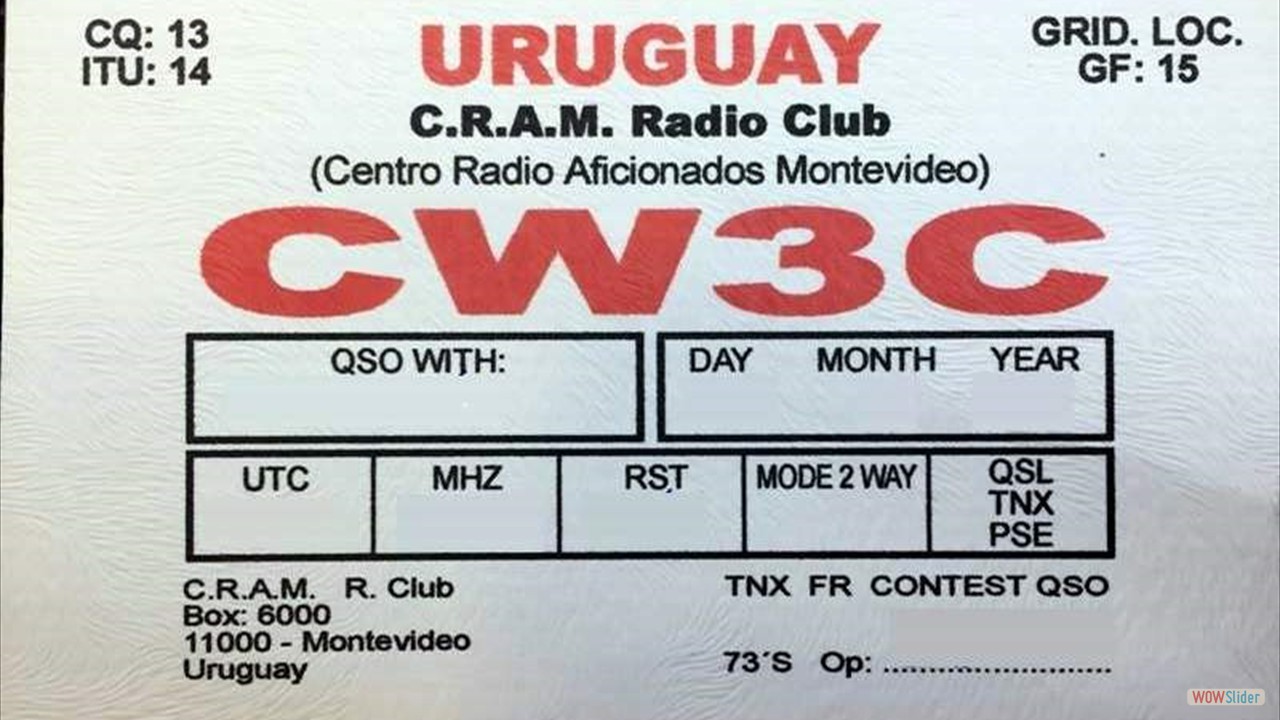 CQ: 13
ITU: 14
URUGUAY
GRID. LOC.
GF: 15
C.R.A.M. Radio Club
(Centro Radio Aficionados Montevideo)
CW3C
QSO WITH:
DAY MONTH YEAR
UTC MHZ RST MODE 2 WAY QSL
TNX
PSE
C.R.A.M. R. Club
Box: 6000
11000 - Montevideo
Uruguay
TNX FR CONTEST QSO
73´S Op: ................................
WOWSlider